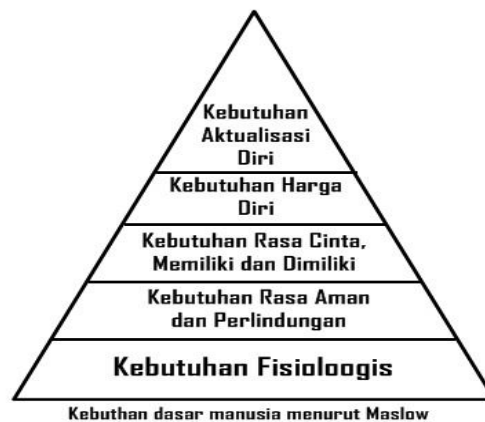 Kebutuhan
Aktualisasi
Diri
Kebutuhan Harga
Diri
Kebutuhan Rasa Cinta,
Memiliki dan Dimiliki
Kebutuhan Rasa Aman
dan Perlindungan
Kebutuhan Fisioloogis
Kebuthan dasar manusia menurut Maslow